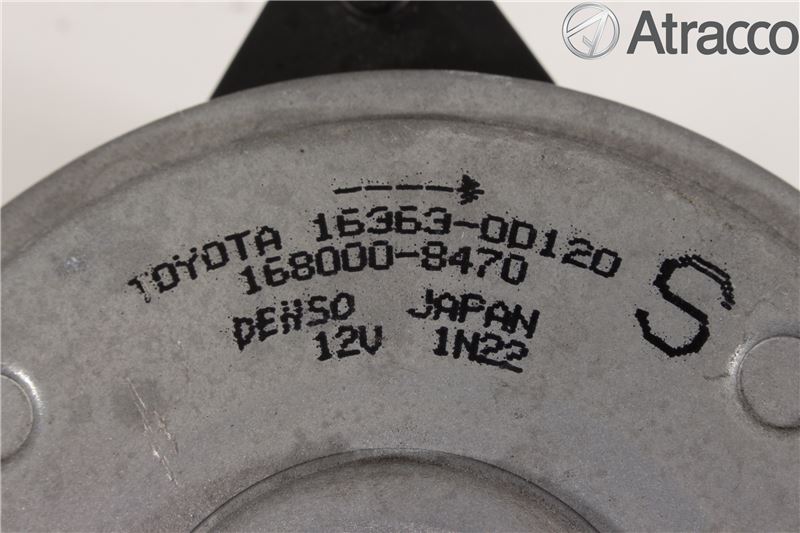 Atracco
TOYOTA 16363-0D120
168000-8470
DENSO JAPAN
12V 1N22
S